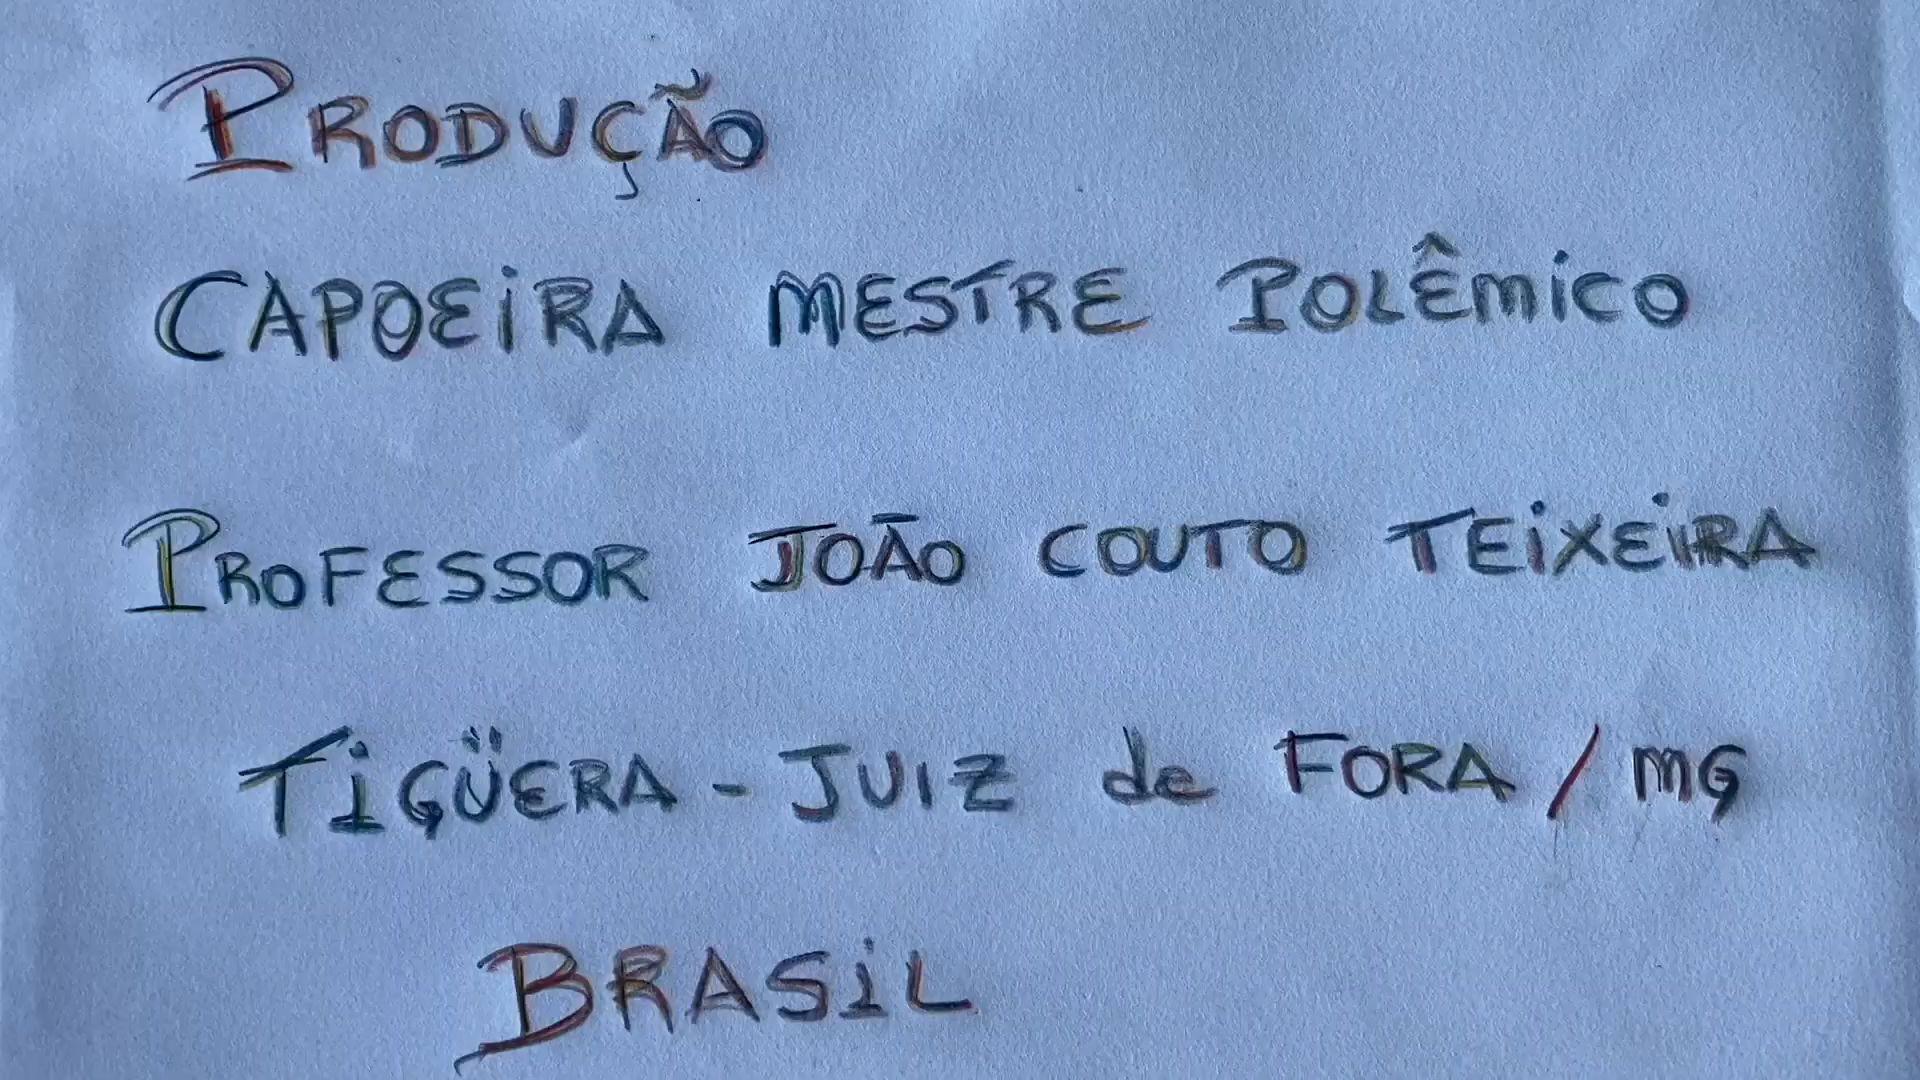 PRODUÇÃO
CAPOEIRA MESTRE POLÊMICO
PROFESSOR JOÃO COUTO TEIXEIRA
TIGÜERA - JUIZ de FORA / MG
BRASIL